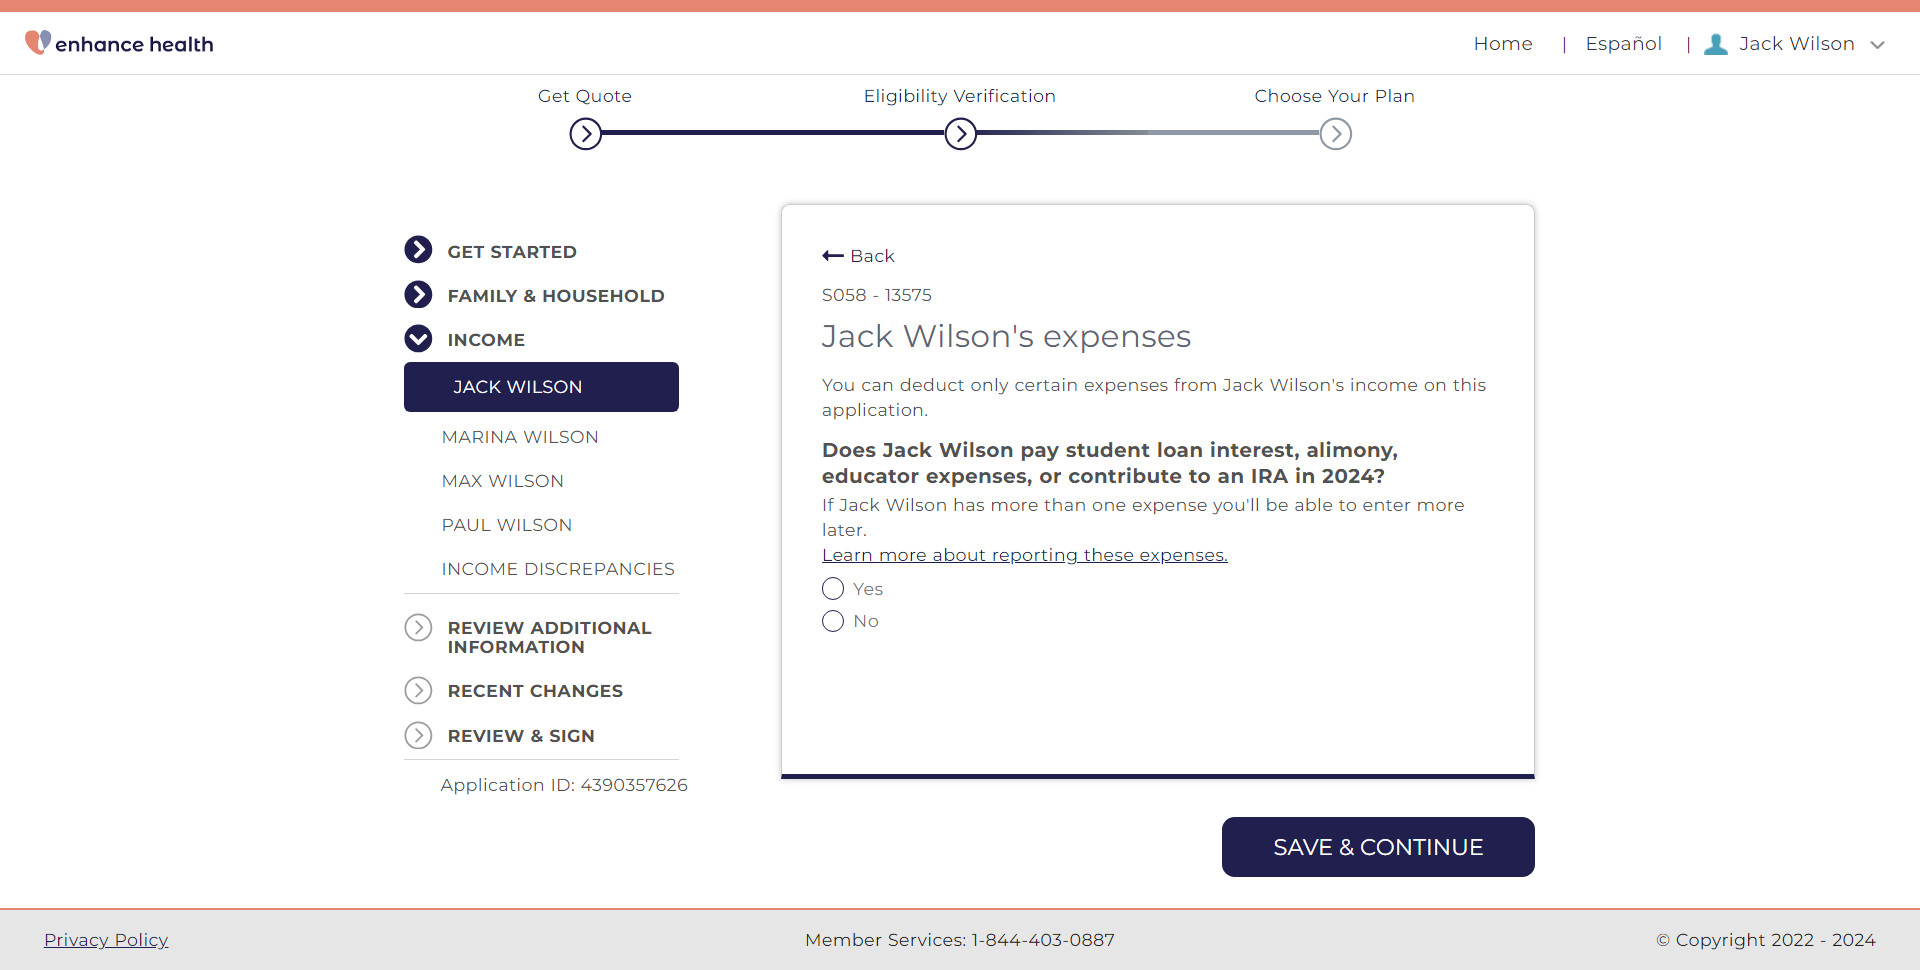 enhance health
Home | Español | Jack Wilson
Get Quote
Eligibility Verification
Choose Your Plan
GET STARTED
FAMILY & HOUSEHOLD
INCOME
JACK WILSON
MARINA WILSON
MAX WILSON
PAUL WILSON
INCOME DISCREPANCIES
REVIEW ADDITIONAL
INFORMATION
RECENT CHANGES
REVIEW & SIGN
Application ID: 4390357626
Back
S058 - 13575
Jack Wilson's expenses
You can deduct only certain expenses from Jack Wilson's income on this
application.
Does Jack Wilson pay student loan interest, alimony,
educator expenses, or contribute to an IRA in 2024?
If Jack Wilson has more than one expense you'll be able to enter more
later.
Learn more about reporting these expenses.
Yes
No
SAVE & CONTINUE
Privacy Policy
Member Services: 1-844-403-0887
© Copyright 2022 - 2024